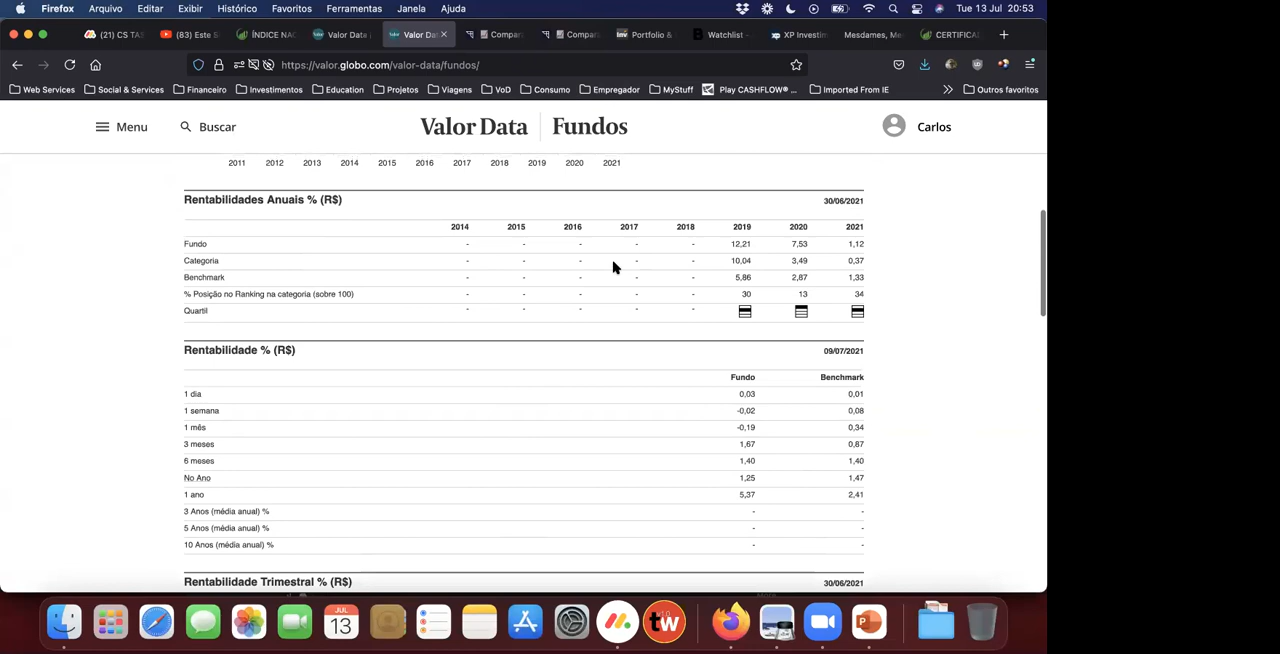 Firefox Arquivo Editar Exibir Histórico Favoritos Ferramentas Janela Ajuda Tue 13 Jul 20:53
(21) CS TAS (83) Este S ÍNDICE NAC Valor Data Valor Dat Compar Compar Portfolio & Watchlist - XP Investim Mesdames, Me CERTIFICA
https://valor.globo.com/valor-data/fundos/
Web Services Social & Services Financeiro Investimentos Education Projetos Viagens VoD Consumo Empregador MyStuff Play CASHFLOW® ... Imported From IE Outros favoritos
Menu Buscar Valor Data Fundos Carlos
2011 2012 2013 2014 2015 2016 2017 2018 2019 2020 2021
Rentabilidades Anuais % (R$) 30/06/2021
2014 2015 2016 2017 2018 2019 2020 2021
Fundo - - - - - 12,21 7,53 1,12
Categoria - - - - - 10,04 3,49 0,37
Benchmark - - - - - 5,86 2,87 1,33
% Posição no Ranking na categoria (sobre 100) - - - - - 30 13 34
Quartil - - - - -
Rentabilidade % (R$) 09/07/2021
Fundo Benchmark
1 dia 0,03 0,01
1 semana -0,02 0,08
1 mês -0,19 0,34
3 meses 1,67 0,87
6 meses 1,40 1,40
No Ano 1,25 1,47
1 ano 5,37 2,41
3 Anos (média anual) % - -
5 Anos (média anual) % - -
10 Anos (média anual) % - -
Rentabilidade Trimestral % (R$) 30/06/2021
JUL
13
tw